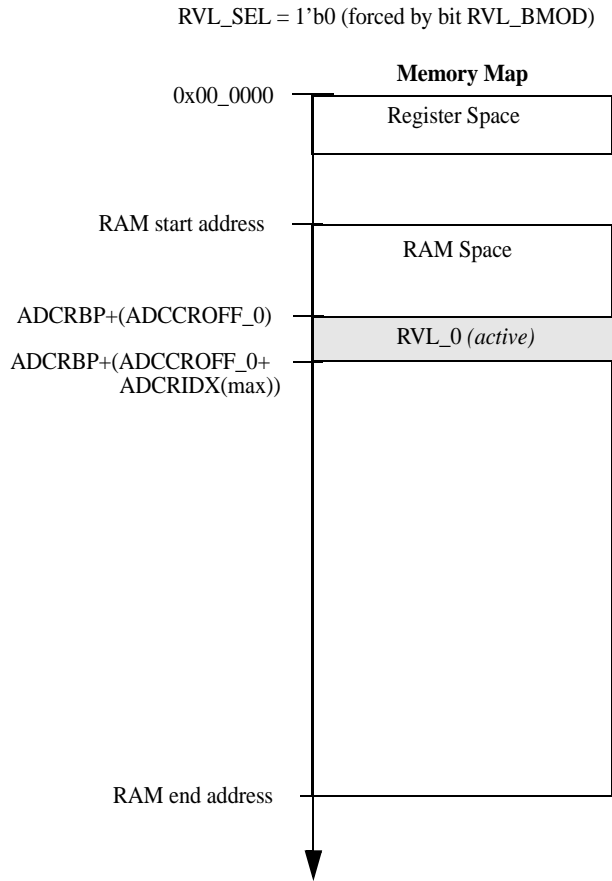 RVL_SEL = 1’b0 (forced by bit RVL_BMOD)
Memory Map
0x00_0000
Register Space
RAM start address
RAM Space
ADCRBP+(ADCCROFF_0)
RVL_0 (active)
ADCRBP+(ADCCROFF_0+
ADCRIDX(max))
RAM end address